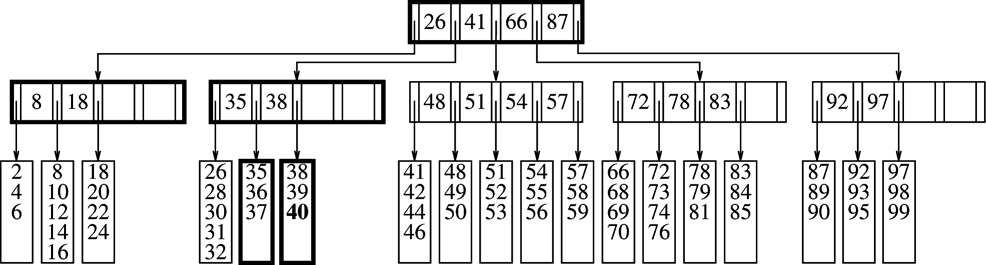 26 41 66 87
8 18 35 38 48 51 54 57 72 78 83 92 97
2 8 18 26 35 38 41 48 51 54 57 66 72 78 83 87 92 97
4 10 20 28 36 39 42 49 52 55 58 68 73 79 84 89 93 98
6 12 22 30 37 40 44 50 53 56 59 69 74 81 85 90 95 99
14 24 31 46 70 76
16 32